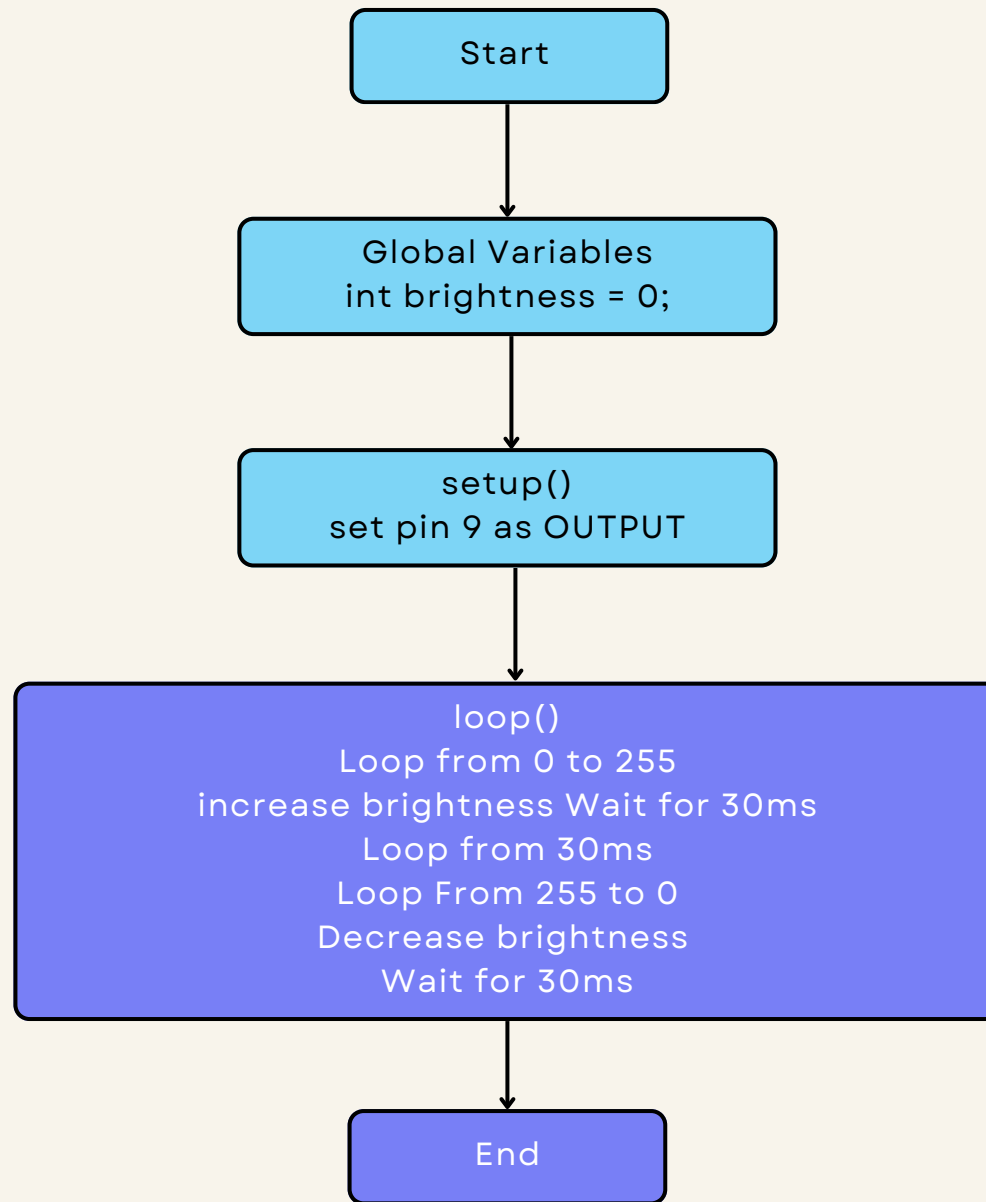 Start
Global Variables
int brightness = 0;
setup()
set pin 9 as OUTPUT
loop()
Loop from 0 to 255
increase brightness Wait for 30ms
Loop from 30ms
Loop From 255 to 0
Decrease brightness
Wait for 30ms
End